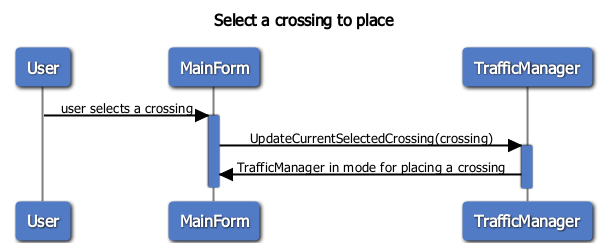 Select a crossing to place
User
MainForm
TrafficManager
user selects a crossing
UpdateCurrentSelectedCrossing(crossing)
TrafficManager in mode for placing a crossing
User
MainForm
TrafficManager